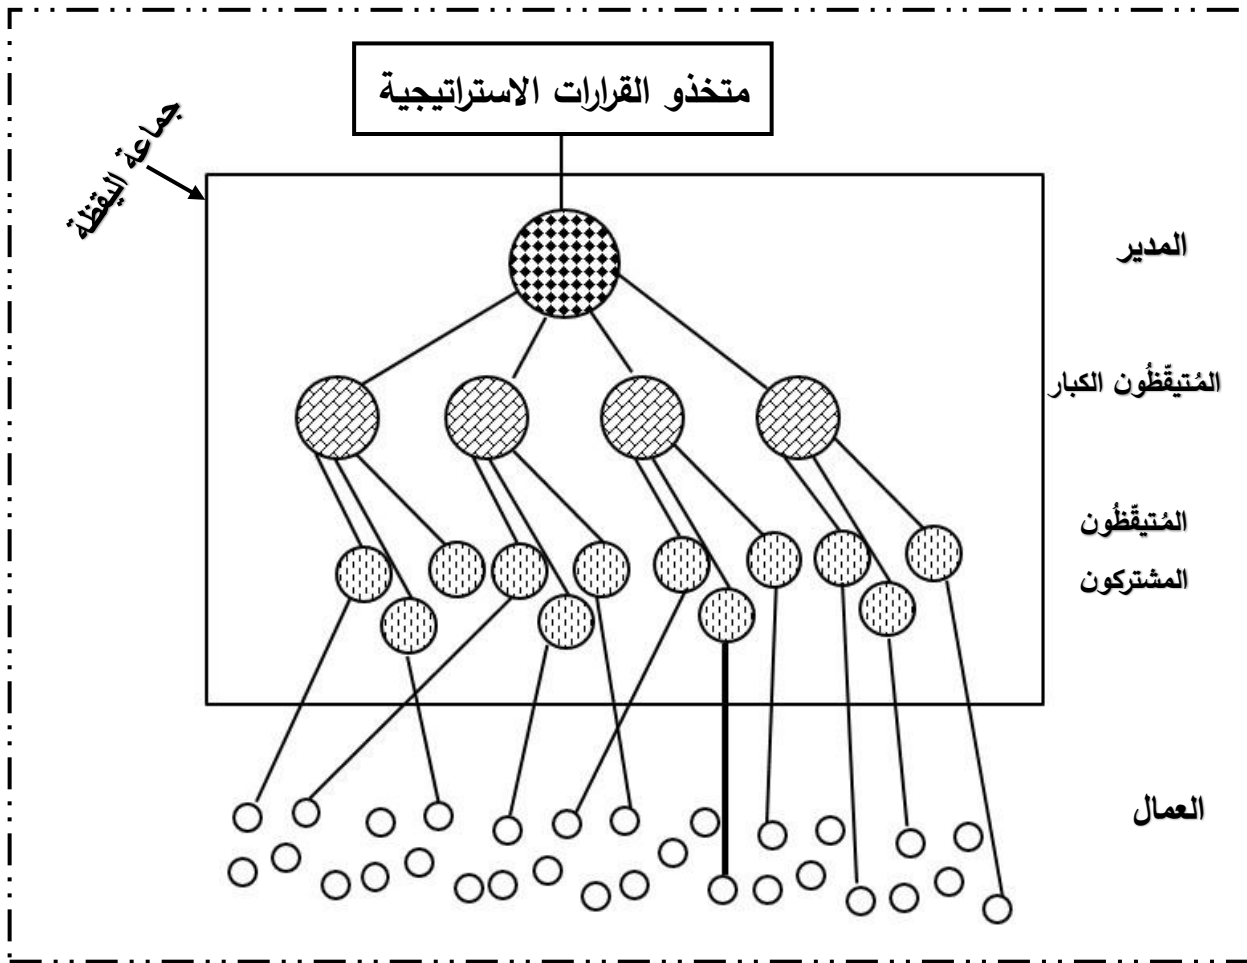 متخذو القرارات الاستراتيجية
جماعة اليقظة
المدير
المُتيقّظُون الكبار
المُتيقّظُون
المشتركون
العمال